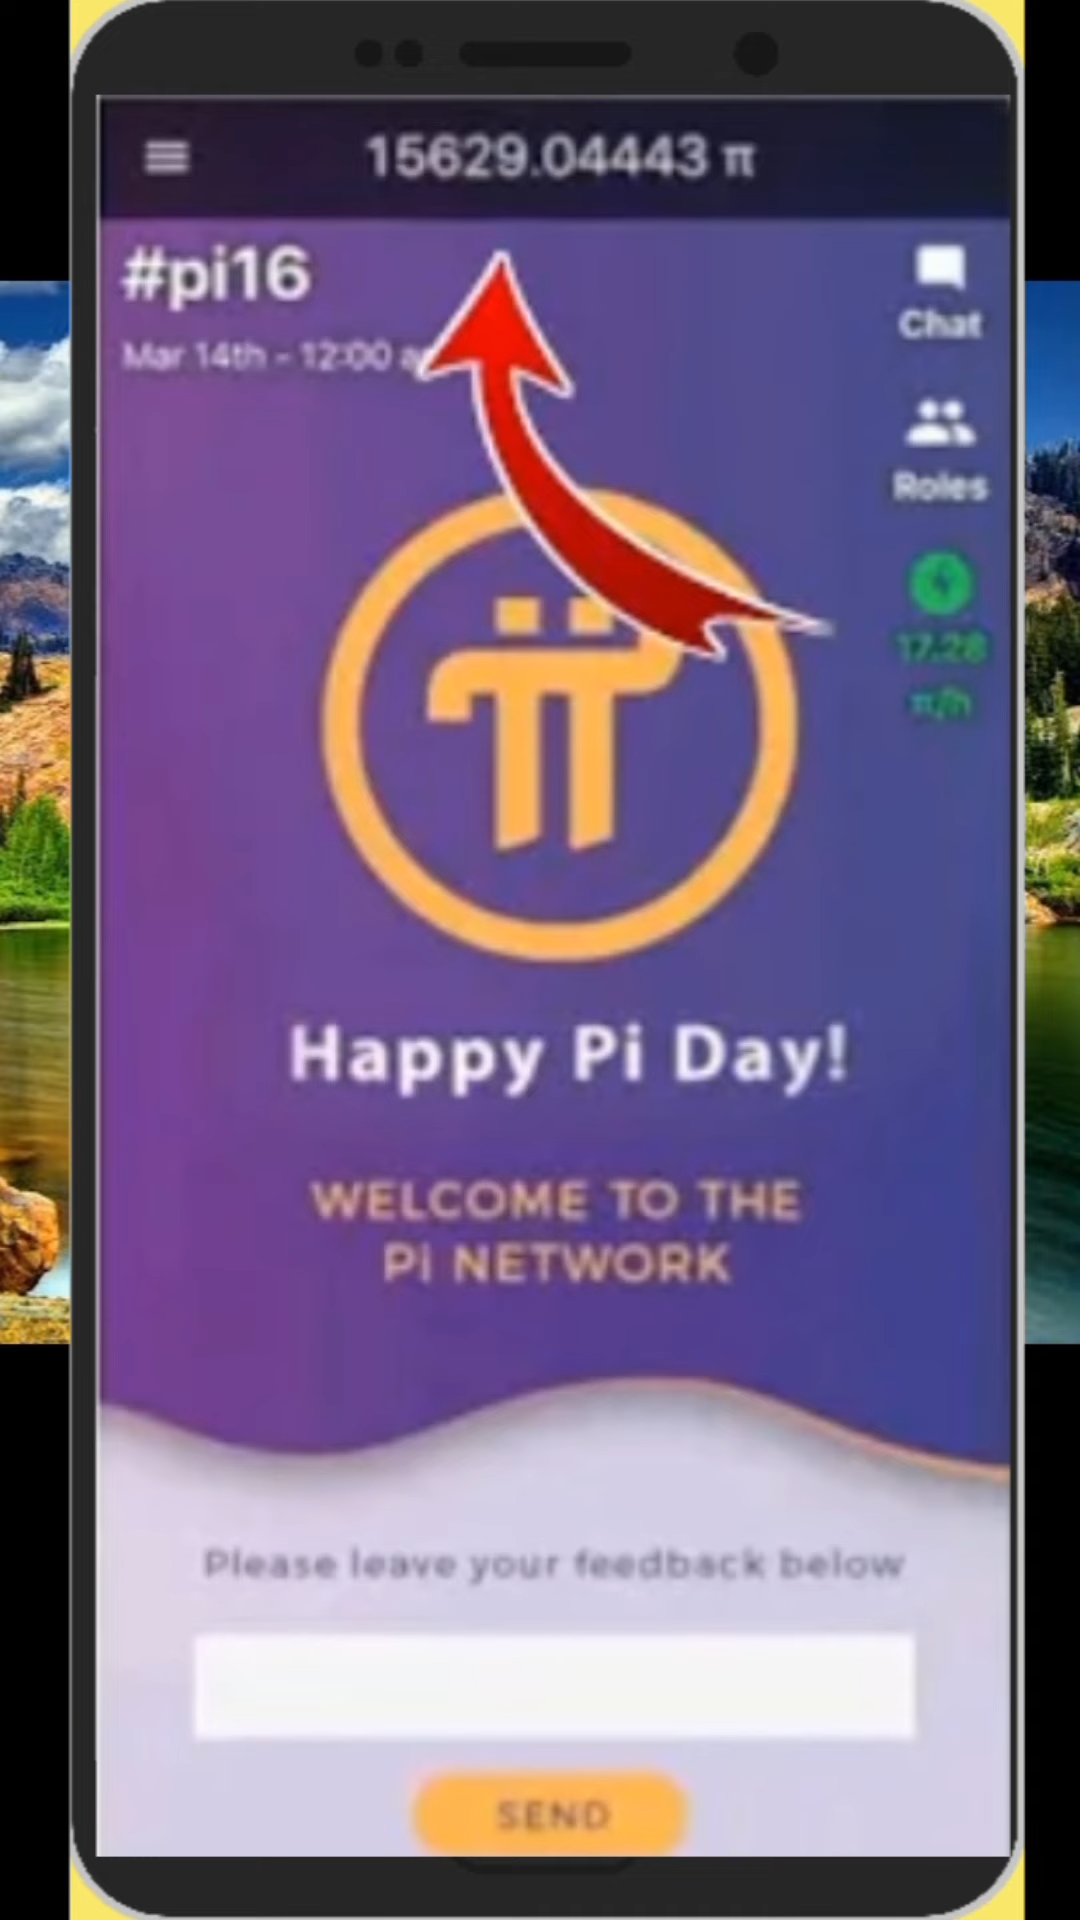 15629.04443 π
#pi16
Mar 14th - 12:00
Chat
Roles
17.28
π/h
Happy Pi Day!
WELCOME TO THE
Pi NETWORK
Please leave your feedback below
SEND